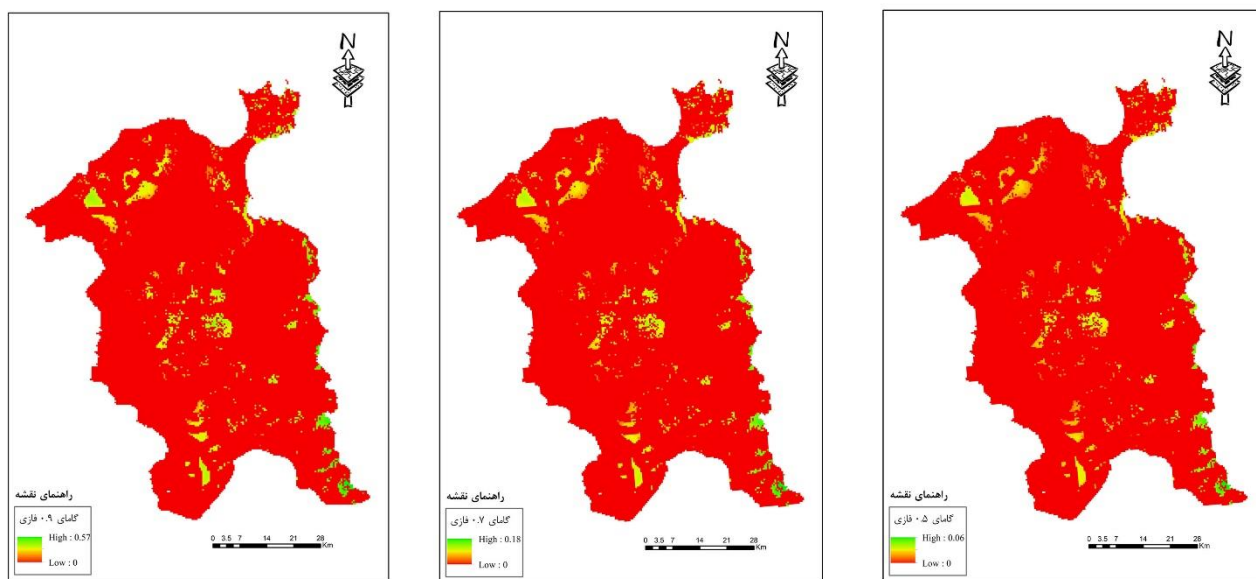 N
راهنمای نقشه
گامای ۰.۹ فازی
High : 0.57
Low : 0
0 3.5 7 14 21 28
Km
N
راهنمای نقشه
گامای ۰.۷ فازی
High : 0.18
Low : 0
0 3.5 7 14 21 28
Km
N
راهنمای نقشه
گامای ۰.۵ فازی
High : 0.06
Low : 0
0 3.5 7 14 21 28
Km